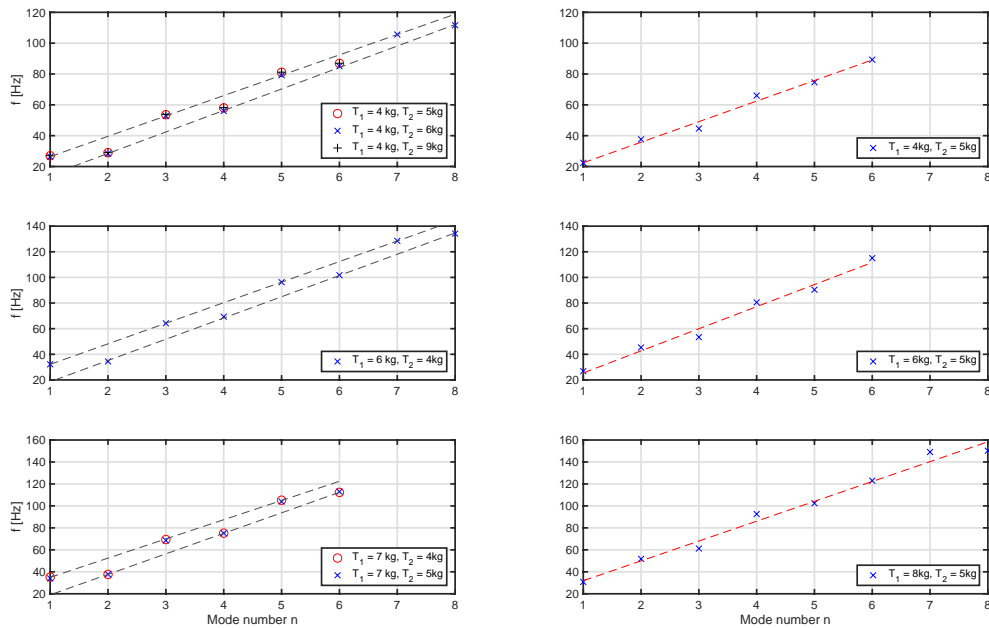 120
100
80
60
40
20
f [Hz]
T1 = 4 kg, T2 = 5kg
T1 = 4 kg, T2 = 6kg
T1 = 4 kg, T2 = 9kg
1 2 3 4 5 6 7 8
120
100
80
60
40
20
T1 = 4kg, T2 = 5kg
1 2 3 4 5 6 7 8
140
120
100
80
60
40
20
f [Hz]
T1 = 6 kg, T2 = 4kg
1 2 3 4 5 6 7 8
140
120
100
80
60
40
20
T1 = 6kg, T2 = 5kg
1 2 3 4 5 6 7 8
160
140
120
100
80
60
40
20
f [Hz]
T1 = 7 kg, T2 = 4kg
T1 = 7 kg, T2 = 5kg
1 2 3 4 5 6 7 8
Mode number n
160
140
120
100
80
60
40
20
T1 = 8kg, T2 = 5kg
1 2 3 4 5 6 7 8
Mode number n